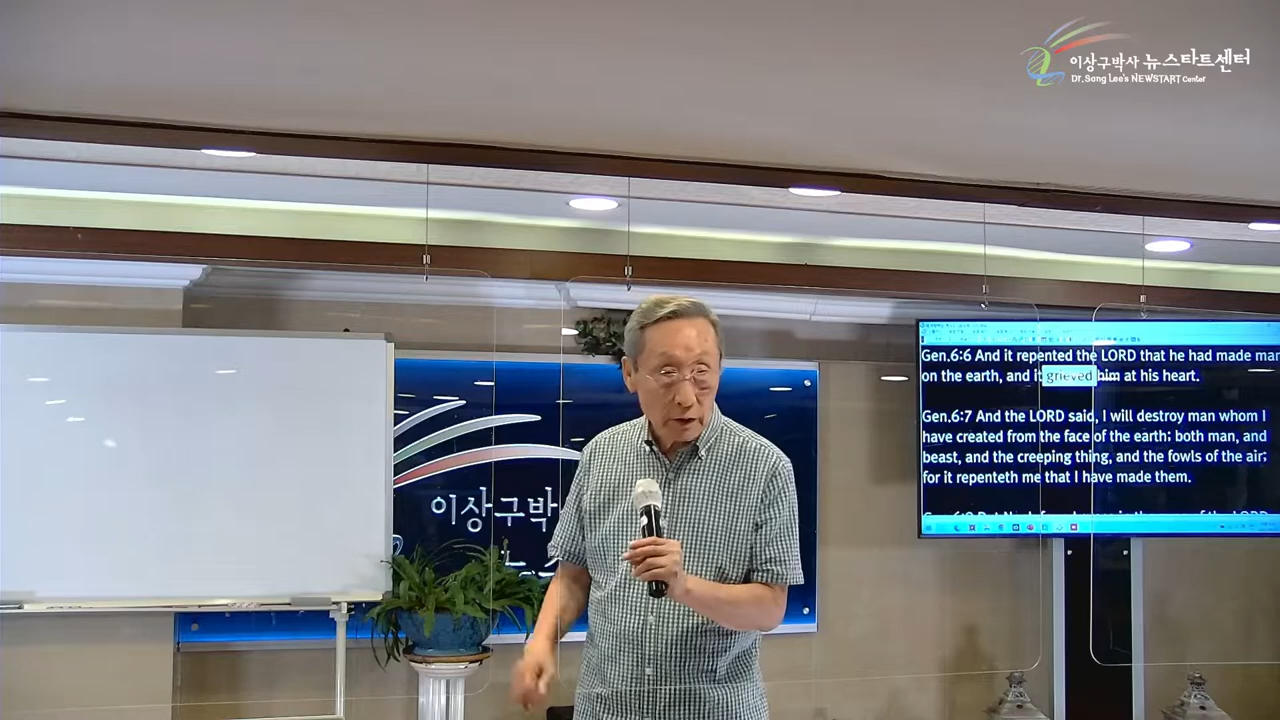 이상구박사 뉴스타트센터
Dr. Sang Lee's NEWSTART Center
Gen.6:6 And it repented the LORD that he had made man
on the earth, and it grieved him at his heart.
Gen.6:7 And the LORD said, I will destroy man whom I
have created from the face of the earth; both man, and
beast, and the creeping thing, and the fowls of the air;
for it repenteth me that I have made them.
이상구박